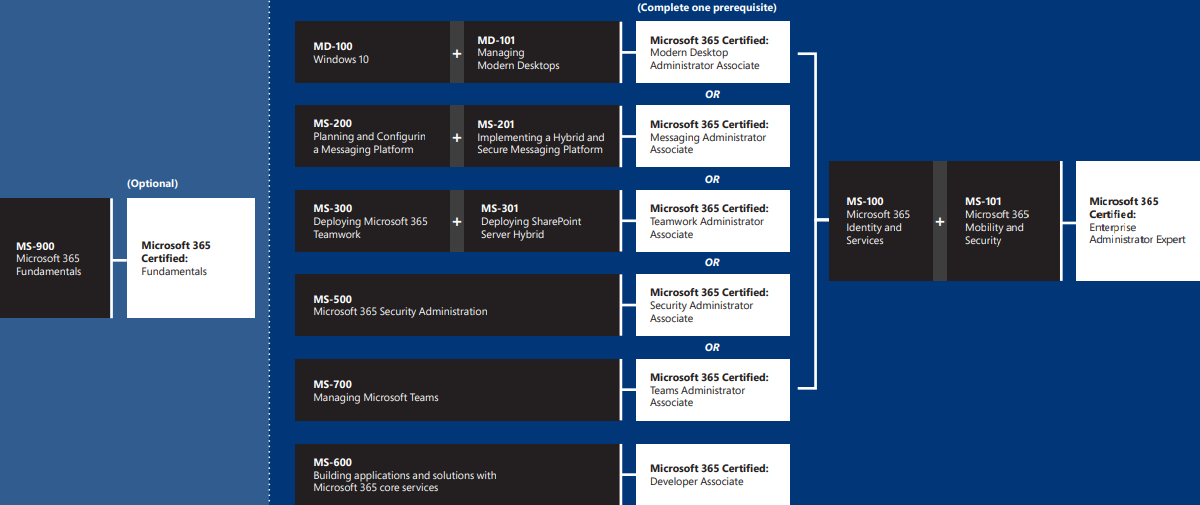 (Complete one prerequisite)
MD-100
Windows 10
+
MD-101
Managing
Modern Desktops
Microsoft 365 Certified:
Modern Desktop
Administrator Associate
OR
MS-200
Planning and Configurin
a Messaging Platform
+
MS-201
Implementing a Hybrid and
Secure Messaging Platform
Microsoft 365 Certified:
Messaging Administrator
Associate
OR
MS-300
Deploying Microsoft 365
Teamwork
+
MS-301
Deploying SharePoint
Server Hybrid
Microsoft 365 Certified:
Teamwork Administrator
Associate
OR
MS-500
Microsoft 365 Security Administration
Microsoft 365 Certified:
Security Administrator
Associate
OR
MS-700
Managing Microsoft Teams
Microsoft 365 Certified:
Teams Administrator
Associate
MS-600
Building applications and solutions with
Microsoft 365 core services
Microsoft 365 Certified:
Developer Associate
(Optional)
MS-900
Microsoft 365
Fundamentals
Microsoft 365
Certified:
Fundamentals
MS-100
Microsoft 365
Identity and
Services
+
MS-101
Microsoft 365
Mobility and
Security
Microsoft 365
Certified:
Enterprise
Administrator Expert